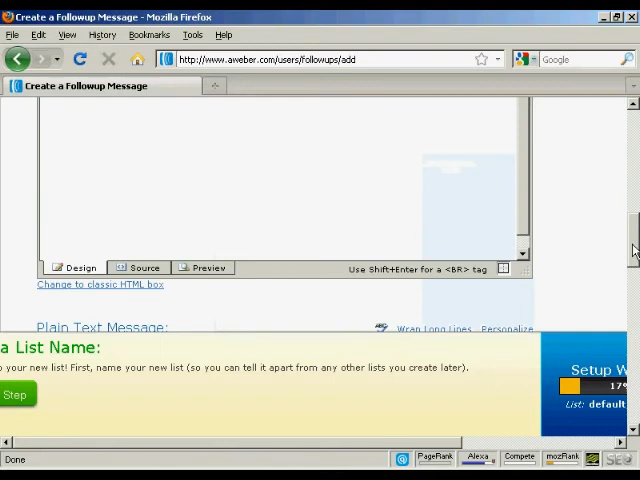 Create a Followup Message - Mozilla Firefox
File Edit View History Bookmarks Tools Help
http://www.aweber.com/users/followups/add
Google
Create a Followup Message
Design Source Preview Use Shift+Enter for a <BR> tag
Change to classic HTML box
Plain Text Message: Wrap Long Lines Personalize
a List Name:
o your new list! First, name your new list (so you can tell it apart from any other lists you create later).
Step
Setup W
17%
List: default
Done
PageRank Alexa Compete mozRank
SEO